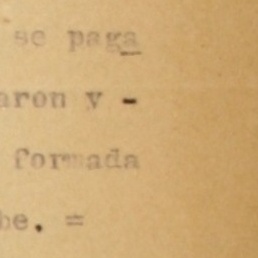 se paga
aron y -
formada
be. =